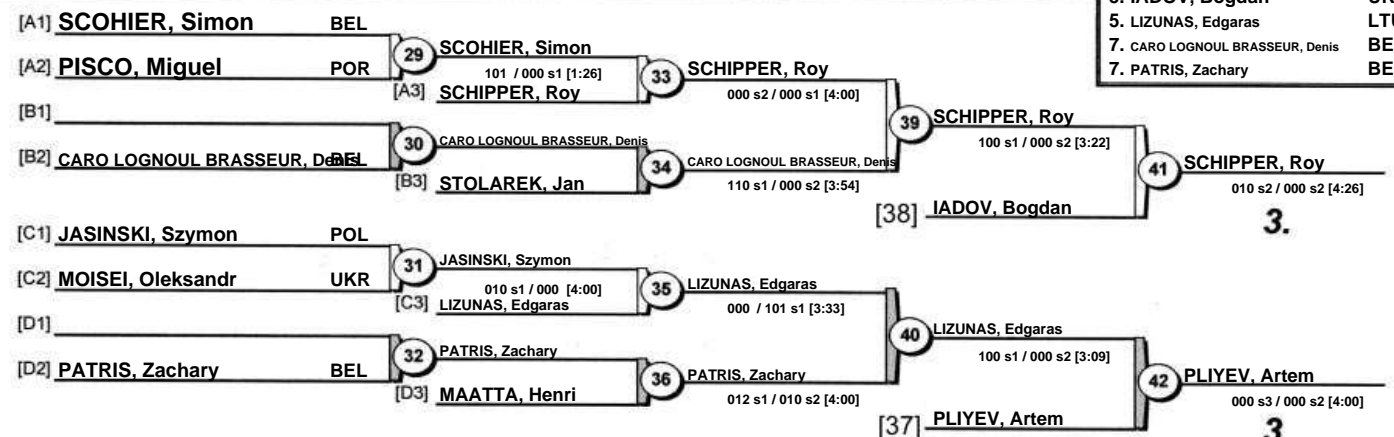 5. LIZUNAS, Edgaras
7. CARO LOGNOUL BRASSEUR, Denis BE
7. PATRIS, Zachary BE
[A1] SCOHIER, Simon BEL
[A2] PISCO, Miguel POR
29 SCOHIER, Simon
101 / 000 s1 [1:26]
[A3] SCHIPPER, Roy
33 SCHIPPER, Roy
000 s2 / 000 s1 [4:00]
[B1]
[B2] CARO LOGNOUL BRASSEUR, Denis BEL
30 CARO LOGNOUL BRASSEUR, Denis
[B3] STOLAREK, Jan
34 CARO LOGNOUL BRASSEUR, Denis
110 s1 / 000 s2 [3:54]
39 SCHIPPER, Roy
100 s1 / 000 s2 [3:22]
[38] IADOV, Bogdan
41 SCHIPPER, Roy
010 s2 / 000 s2 [4:26]
3.
[C1] JASINSKI, Szymon POL
[C2] MOISEI, Oleksandr UKR
31 JASINSKI, Szymon
010 s1 / 000 [4:00]
[C3] LIZUNAS, Edgaras
35 LIZUNAS, Edgaras
000 / 101 s1 [3:33]
[D1]
[D2] PATRIS, Zachary BEL
32 PATRIS, Zachary
[D3] MAATTA, Henri
36 PATRIS, Zachary
012 s1 / 010 s2 [4:00]
40 LIZUNAS, Edgaras
100 s1 / 000 s2 [3:09]
[37] PLIYEV, Artem
42 PLIYEV, Artem
000 s3 / 000 s2 [4:00]
3